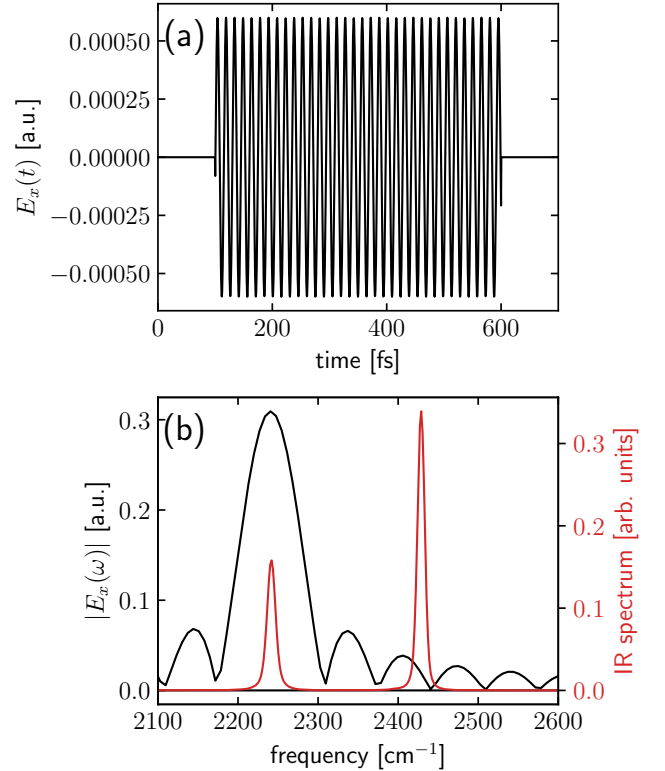 (a)
0.00050
0.00025
0.00000
−0.00025
−0.00050
E_x(t) [a.u.]
0 200 400 600
time [fs]
(b)
0.3
0.2
0.1
0.0
|E_x(ω)| [a.u.]
0.3
0.2
0.1
0.0
IR spectrum [arb. units]
2100 2200 2300 2400 2500 2600
frequency [cm⁻¹]